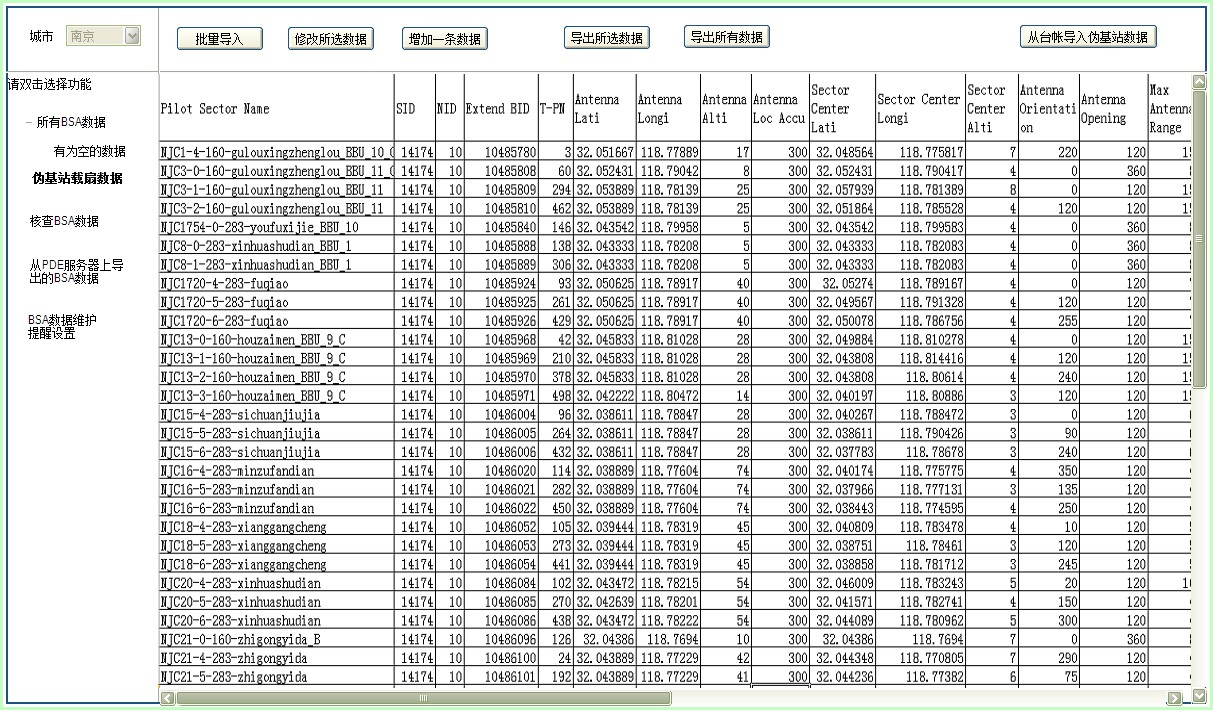 城市 南京 批量导入 修改所选数据 增加一条数据 导出所选数据 导出所有数据 从台帐导入伪基站数据
请双击选择功能
所有BSA数据
有为空的数据
伪基站载扇数据
核查BSA数据
从PDE服务器上导
出的BSA数据
BSA数据维护
提醒设置
Pilot Sector Name SID NID Extend BID T-PN Antenna Lati Antenna Longi Antenna Alti Antenna Loc Accu Sector Center Lati Sector Center Longi Sector Center Alti Antenna Orientation Antenna Opening Max Antenna Range
NJC1-4-160-gulouxingzhenglou_BBU_10_ 14174 10 10485780 3 32.051667 118.77889 17 300 32.048564 118.775817 7 220 120
NJC3-0-160-gulouxingzhenglou_BBU_11_ 14174 10 10485808 60 32.052431 118.79042 8 300 32.052431 118.790417 4 0 360
NJC3-1-160-gulouxingzhenglou_BBU_11 14174 10 10485809 294 32.053889 118.78139 25 300 32.057939 118.781389 8 0 120
NJC3-2-160-gulouxingzhenglou_BBU_11 14174 10 10485810 462 32.053889 118.78139 25 300 32.051864 118.785528 4 120 120
NJC1754-0-283-youfuxijie_BBU_10 14174 10 10485840 146 32.043542 118.79958 5 300 32.043542 118.799583 4 0 360
NJC8-0-283-xinhuashudian_BBU_1 14174 10 10485888 138 32.043333 118.78208 5 300 32.043333 118.782083 4 0 360
NJC8-1-283-xinhuashudian_BBU_1 14174 10 10485889 306 32.043333 118.78208 5 300 32.043333 118.782083 4 0 360
NJC1720-4-283-fuqiao 14174 10 10485924 93 32.050625 118.78917 40 300 32.05274 118.789167 4 0 120
NJC1720-5-283-fuqiao 14174 10 10485925 261 32.050625 118.78917 40 300 32.049567 118.791328 4 120 120
NJC1720-6-283-fuqiao 14174 10 10485926 429 32.050625 118.78917 40 300 32.050078 118.786756 4 255 120
NJC13-0-160-houzaimen_BBU_9_C 14174 10 10485968 42 32.045833 118.81028 28 300 32.049884 118.810278 4 0 120
NJC13-1-160-houzaimen_BBU_9_C 14174 10 10485969 210 32.045833 118.81028 28 300 32.043808 118.814416 4 120 120
NJC13-2-160-houzaimen_BBU_9_C 14174 10 10485970 378 32.045833 118.81028 28 300 32.043808 118.80614 4 240 120
NJC13-3-160-houzaimen_BBU_9_C 14174 10 10485971 498 32.042222 118.80472 14 300 32.040197 118.80886 3 120 120
NJC15-4-283-sichuanjiujia 14174 10 10486004 96 32.038611 118.78847 28 300 32.040267 118.788472 3 0 120
NJC15-5-283-sichuanjiujia 14174 10 10486005 264 32.038611 118.78847 28 300 32.038611 118.790426 3 90 120
NJC15-6-283-sichuanjiujia 14174 10 10486006 432 32.038611 118.78847 28 300 32.037783 118.78678 3 240 120
NJC16-4-283-minzufandian 14174 10 10486020 114 32.038889 118.77604 74 300 32.040174 118.775775 4 350 120
NJC16-5-283-minzufandian 14174 10 10486021 282 32.038889 118.77604 74 300 32.037966 118.777131 3 135 120
NJC16-6-283-minzufandian 14174 10 10486022 450 32.038889 118.77604 74 300 32.038443 118.774595 4 250 120
NJC18-4-283-xianggangcheng 14174 10 10486052 105 32.039444 118.78319 45 300 32.040809 118.783478 4 10 120
NJC18-5-283-xianggangcheng 14174 10 10486053 273 32.039444 118.78319 45 300 32.038751 118.78461 3 120 120
NJC18-6-283-xianggangcheng 14174 10 10486054 441 32.039444 118.78319 45 300 32.038858 118.781712 3 245 120
NJC20-4-283-xinhuashudian 14174 10 10486084 102 32.043472 118.78215 54 300 32.046009 118.783243 5 20 120
NJC20-5-283-xinhuashudian 14174 10 10486085 270 32.042639 118.78201 54 300 32.041571 118.782741 4 150 120
NJC20-6-283-xinhuashudian 14174 10 10486086 438 32.043472 118.78222 54 300 32.044089 118.780962 5 300 120
NJC21-0-160-zhigongyida_B 14174 10 10486096 126 32.04386 118.7694 10 300 32.04386 118.7694 7 0 360
NJC21-4-283-zhigongyida 14174 10 10486100 24 32.043889 118.77229 42 300 32.044348 118.770805 7 290 120
NJC21-5-283-zhigongyida 14174 10 10486101 192 32.043889 118.77229 41 300 32.044236 118.77382 6 75 120